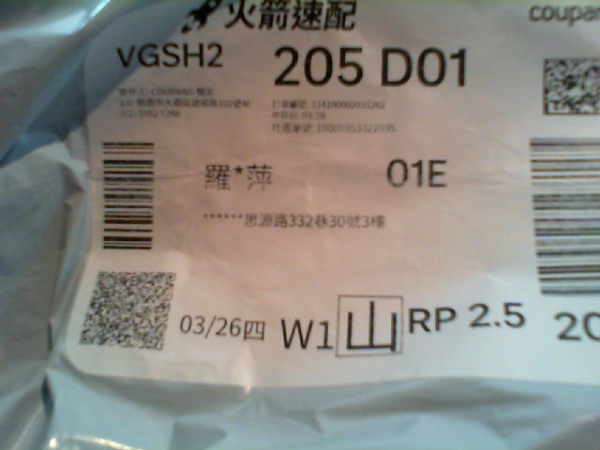 火箭速配
coupan
VGSH2
205 D01
01E
羅*萍
******思源路332巷30號3樓
03/26四
W1
山
RP 2.5
20